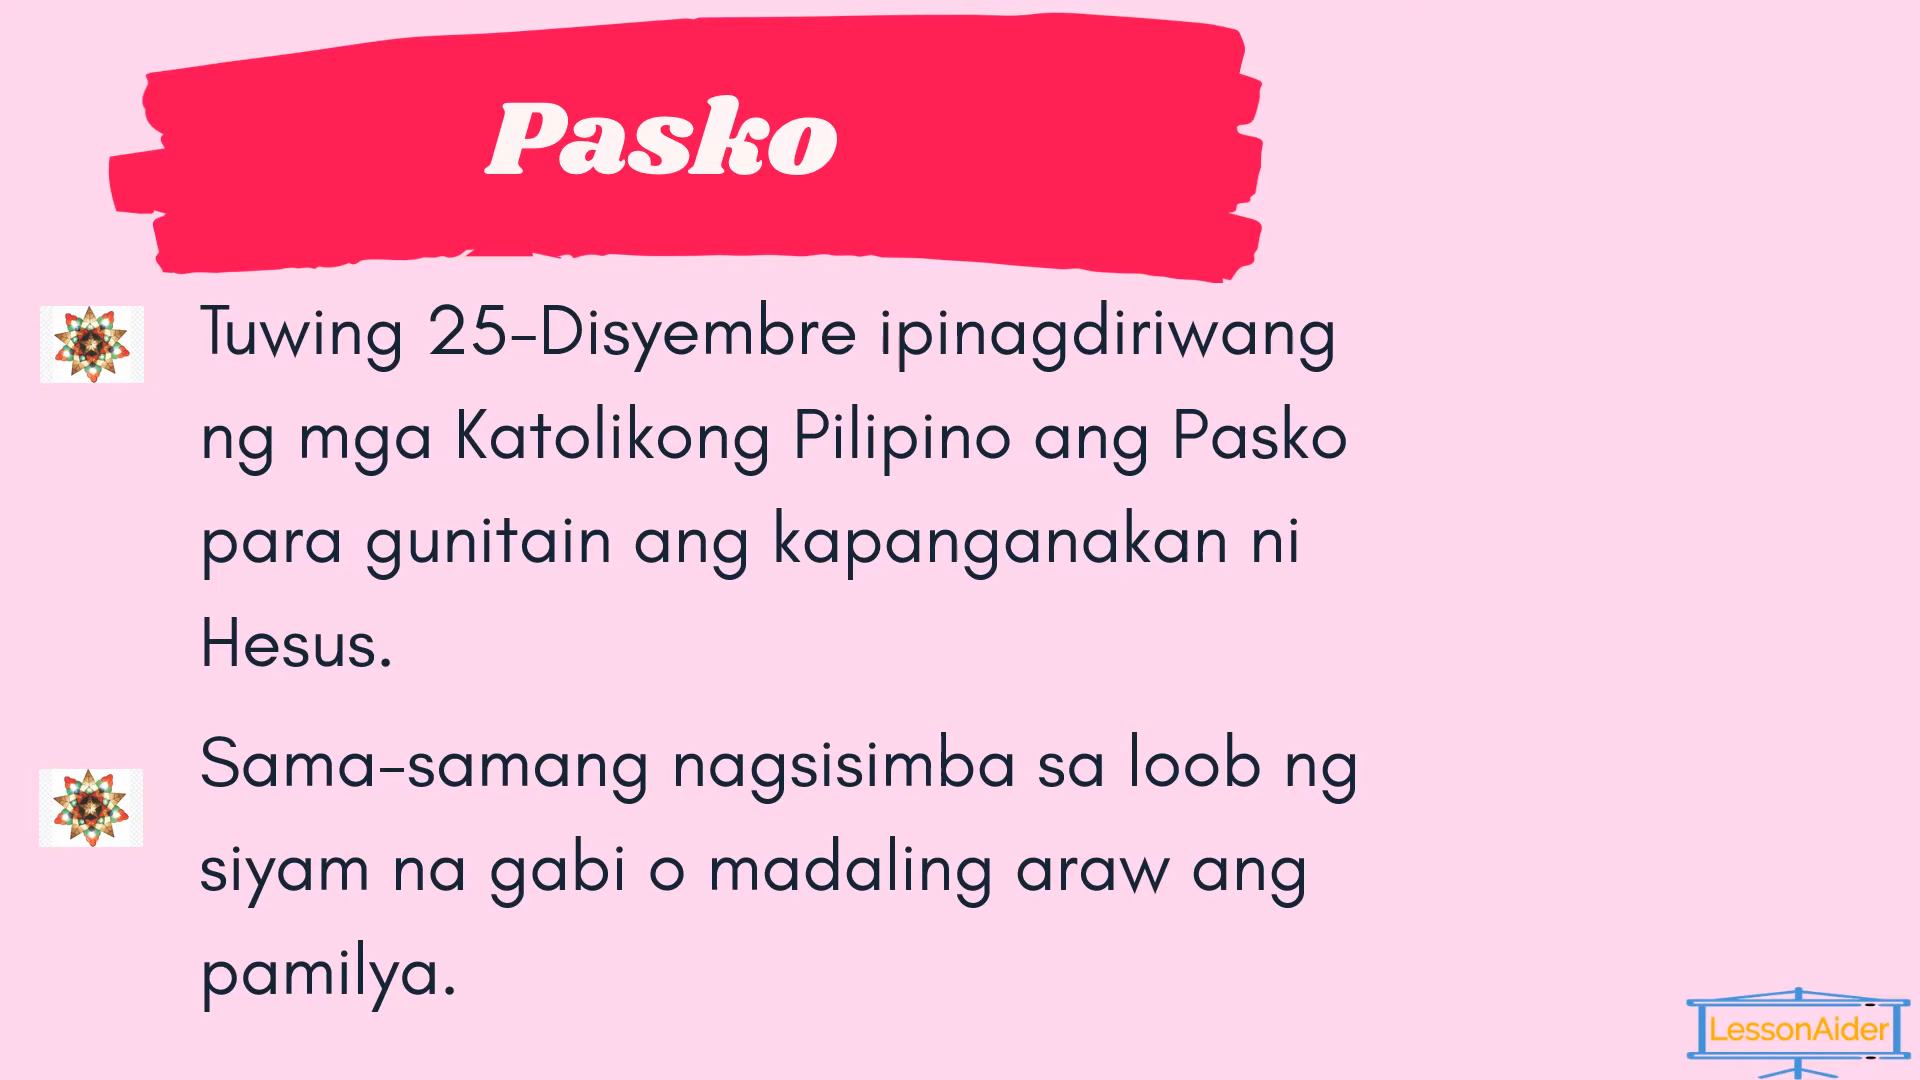 Pasko
Tuwing 25-Disyembre ipinagdiriwang
ng mga Katolikong Pilipino ang Pasko
para gunitain ang kapanganakan ni
Hesus.
Sama-samang nagsisimba sa loob ng
siyam na gabi o madaling araw ang
pamilya.
LessonAider